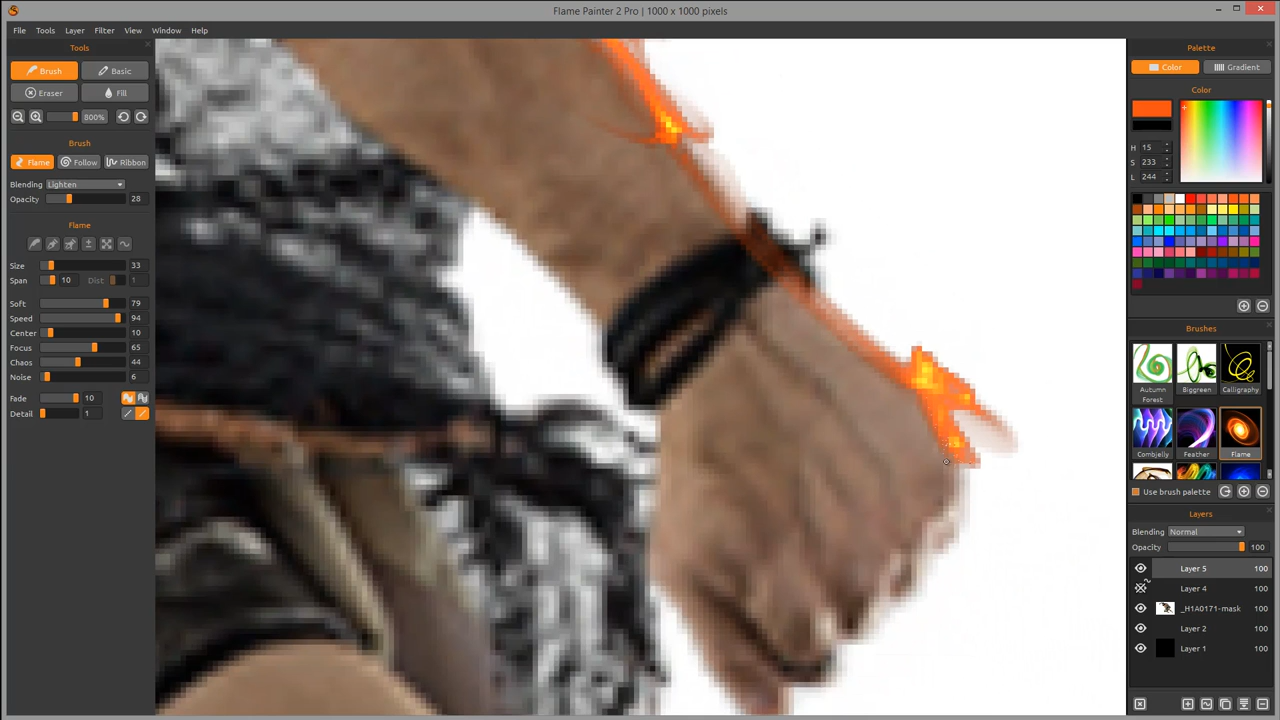 Flame Painter 2 Pro | 1000 x 1000 pixels
File Tools Layer Filter View Window Help
Tools
Brush Basic
Eraser Fill
800%
Brush
Flame Follow Ribbon
Blending Lighten
Opacity 28
Flame
Size 33
Span 10 Dist 1
Soft 79
Speed 94
Center 10
Focus 65
Chaos 44
Noise 6
Fade 10
Detail 1
Palette
Color Gradient
Color
H 15
S 233
L 244
Brushes
Autumn Forest Biggreen Calligraphy
Combjelly Feather Flame
Use brush palette
Layers
Blending Normal
Opacity 100
Layer 5 100
Layer 4 100
_H1A0171-mask 100
Layer 2 100
Layer 1 100